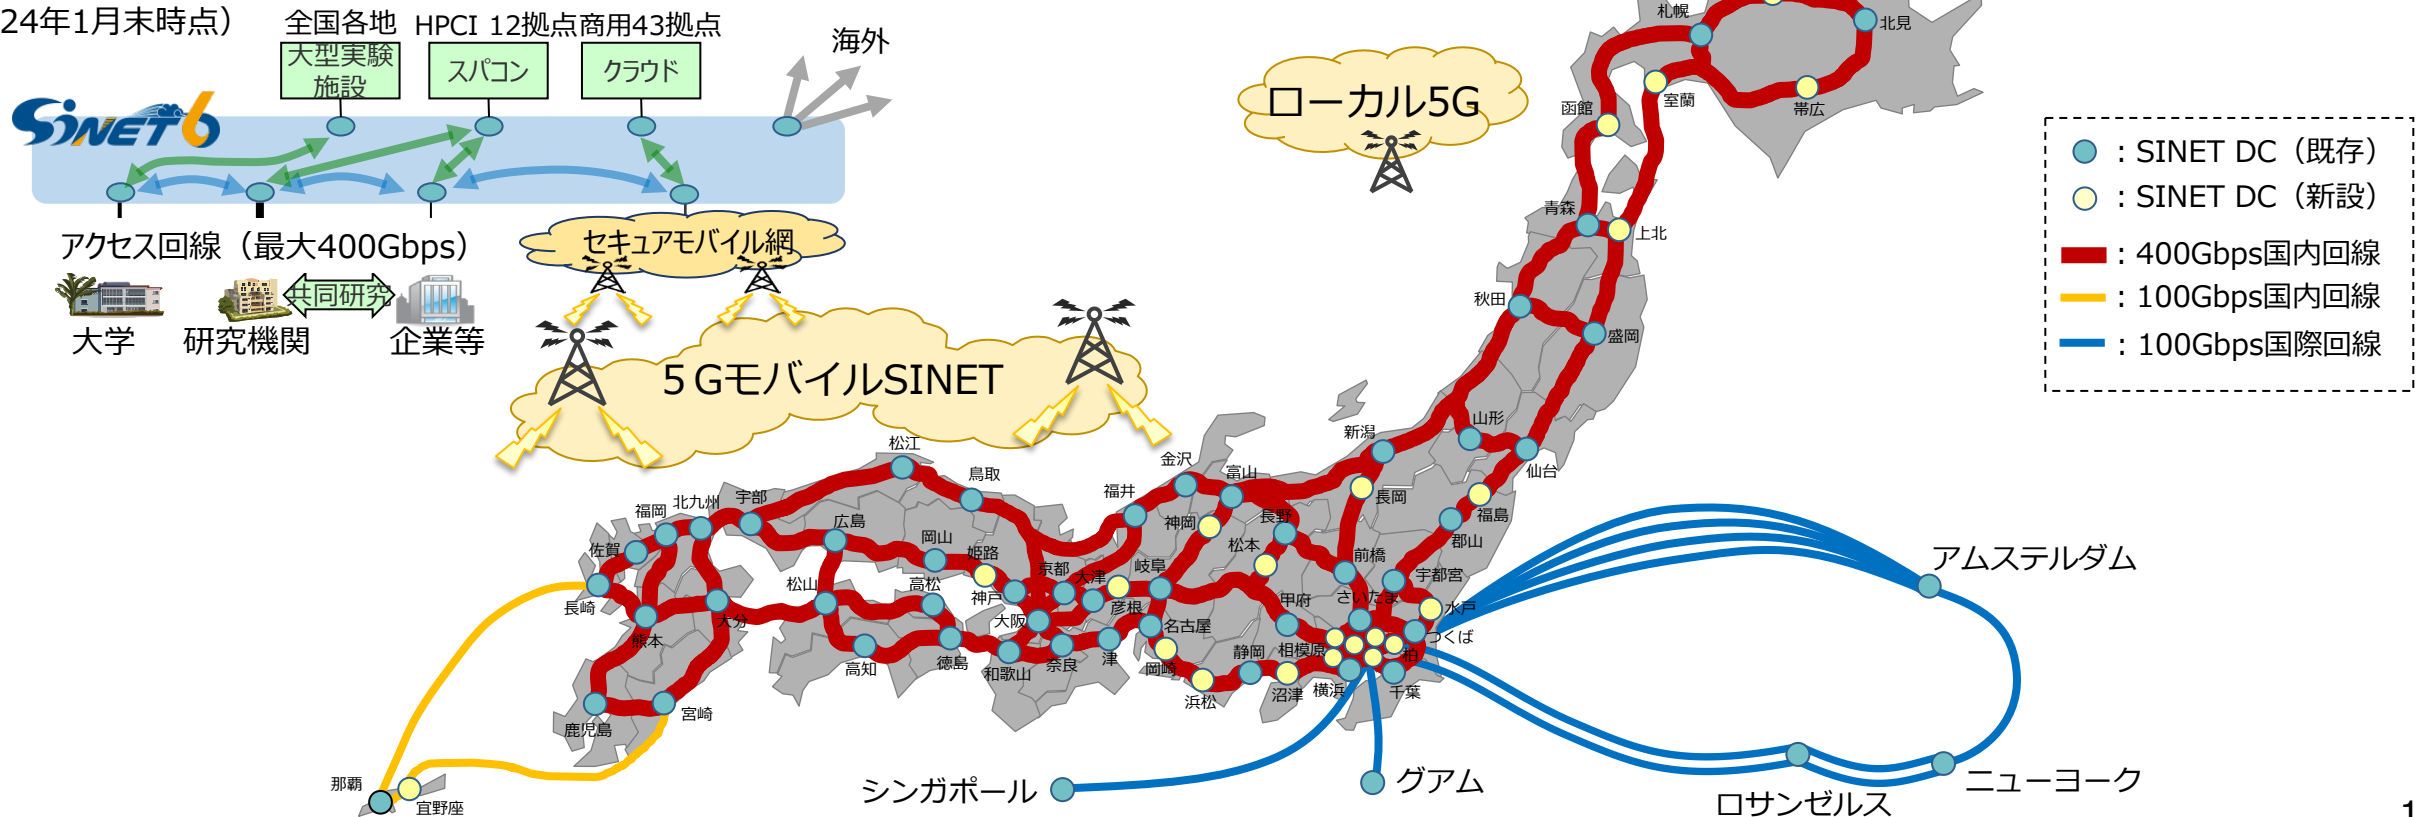 24年1月末時点）
全国各地
HPCI 12拠点
商用43拠点
海外
大型実験
施設
スパコン
クラウド
SINET6
アクセス回線（最大400Gbps）
セキュアモバイル網
共同研究
大学
研究機関
企業等
5GモバイルSINET
ローカル5G
：SINET DC（既存）
：SINET DC（新設）
：400Gbps国内回線
：100Gbps国内回線
：100Gbps国際回線
札幌
北見
室蘭
帯広
函館
青森
上北
秋田
盛岡
山形
仙台
新潟
長岡
福島
郡山
金沢
富山
福井
神岡
長野
松本
前橋
宇都宮
さいたま
水戸
つくば
柏
千葉
横浜
相模原
甲府
沼津
静岡
浜松
岡崎
名古屋
岐阜
彦根
大津
京都
津
奈良
大阪
和歌山
神戸
姫路
岡山
鳥取
松江
広島
宇部
高松
徳島
高知
松山
北九州
福岡
佐賀
長崎
熊本
大分
宮崎
鹿児島
那覇
宜野座
アムステルダム
シンガポール
グアム
ロサンゼルス
ニューヨーク
1